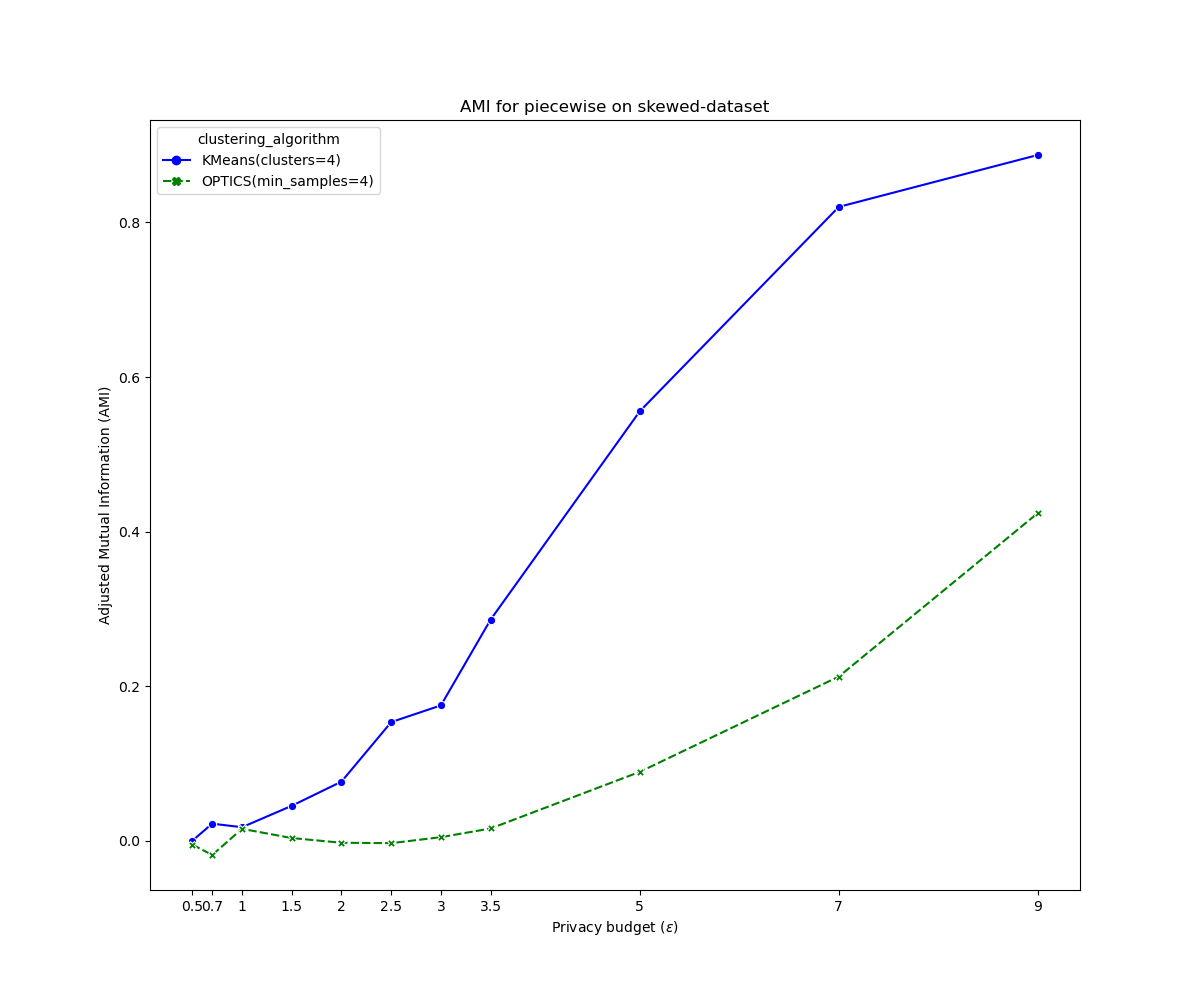 AMI for piecewise on skewed-dataset
clustering_algorithm
KMeans(clusters=4)
OPTICS(min_samples=4)
Adjusted Mutual Information (AMI)
0.8
0.6
0.4
0.2
0.0
0.5 0.7 1 1.5 2 2.5 3 3.5 5 7 9
Privacy budget (ε)